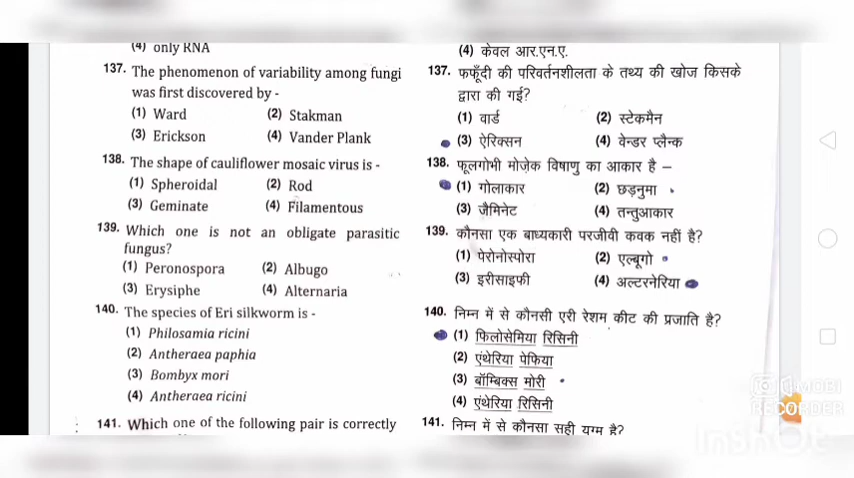 (4) only RNA
137. The phenomenon of variability among fungi
was first discovered by -
(1) Ward (2) Stakman
(3) Erickson (4) Vander Plank
138. The shape of cauliflower mosaic virus is -
(1) Spheroidal (2) Rod
(3) Geminate (4) Filamentous
139. Which one is not an obligate parasitic
fungus?
(1) Peronospora (2) Albugo
(3) Erysiphe (4) Alternaria
140. The species of Eri silkworm is -
(1) Philosamia ricini
(2) Antheraea paphia
(3) Bombyx mori
(4) Antheraea ricini
141. Which one of the following pair is correctly
(4) केवल आर.एन.ए.
137. फफूँदी की परिवर्तनशीलता के तथ्य की खोज किसके
द्वारा की गई?
(1) वार्ड (2) स्टेकमैन
(3) ऐरिक्सन (4) वेन्डर प्लैन्क
138. फूलगोभी मोज़ेक विषाणु का आकार है –
(1) गोलाकार (2) छड़नुमा
(3) जैमिनेट (4) तन्तुआकार
139. कौनसा एक बाध्यकारी परजीवी कवक नहीं है?
(1) पेरोनोस्पोरा (2) एल्बूगो
(3) इरीसाइफी (4) अल्टरनेरिया
140. निम्न में से कौनसी एरी रेशम कीट की प्रजाति है?
(1) फिलोसेमिया रिसिनी
(2) एंथेरिया पेफिया
(3) बॉम्बिक्स मोरी
(4) एंथेरिया रिसिनी
141. निम्न में से कौनसा सही युग्म है?
MOBI
RECORDER
InShOt